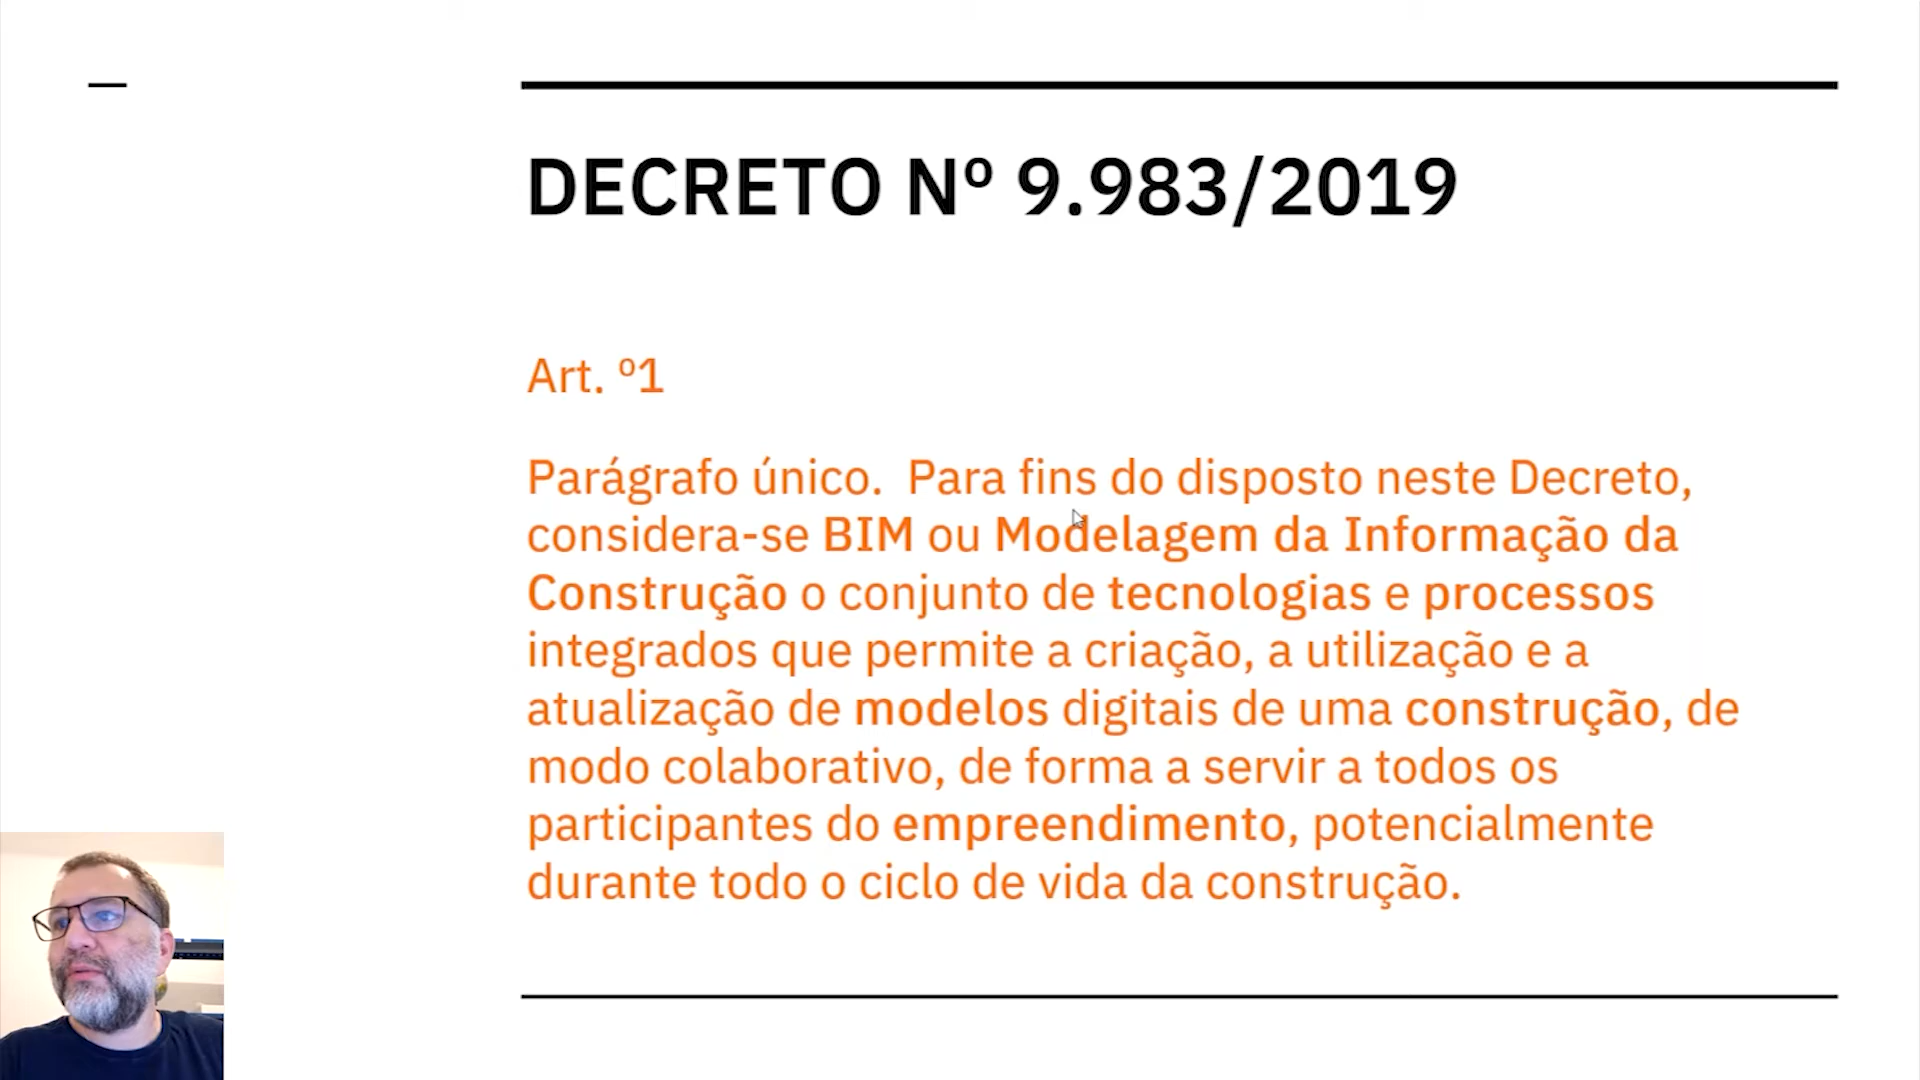 DECRETO Nº 9.983/2019
Art. º1
Parágrafo único.  Para fins do disposto neste Decreto,
considera-se BIM ou Modelagem da Informação da
Construção o conjunto de tecnologias e processos
integrados que permite a criação, a utilização e a
atualização de modelos digitais de uma construção, de
modo colaborativo, de forma a servir a todos os
participantes do empreendimento, potencialmente
durante todo o ciclo de vida da construção.